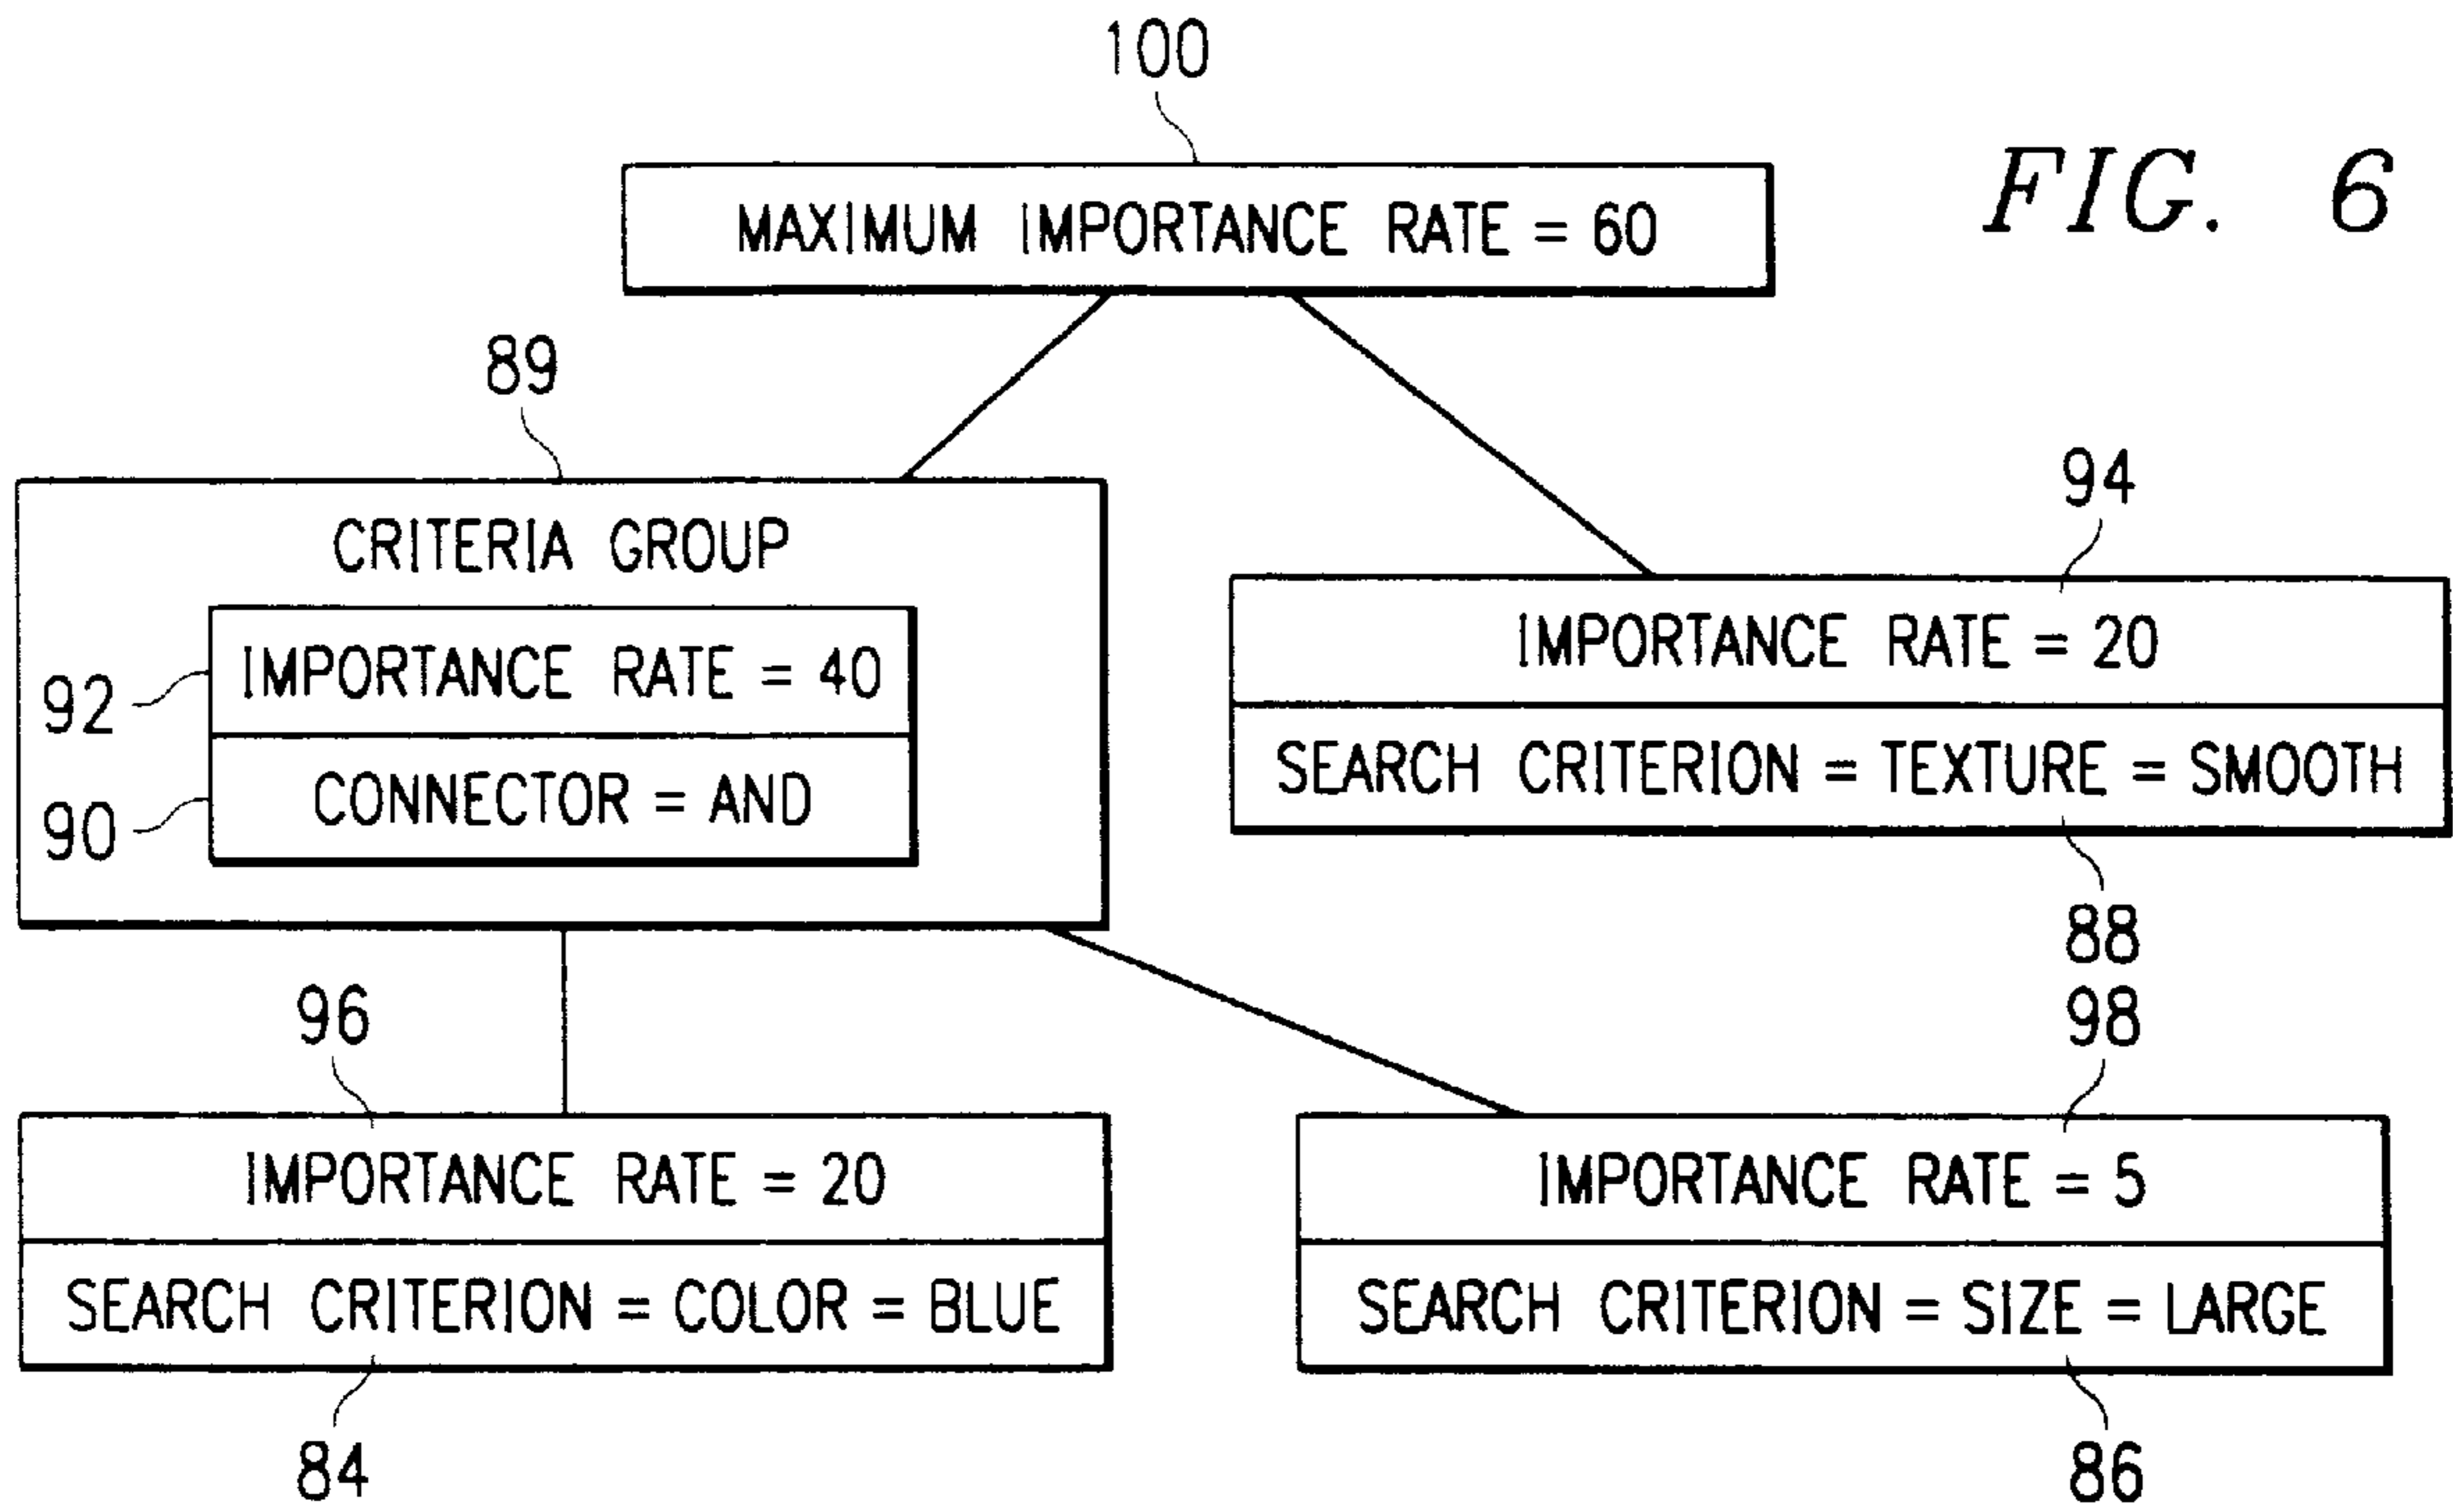 100
FIG. 6
MAXIMUM IMPORTANCE RATE = 60
89
CRITERIA GROUP
92
IMPORTANCE RATE = 40
90
CONNECTOR = AND
94
IMPORTANCE RATE = 20
SEARCH CRITERION = TEXTURE = SMOOTH
88
96
IMPORTANCE RATE = 20
SEARCH CRITERION = COLOR = BLUE
84
98
IMPORTANCE RATE = 5
SEARCH CRITERION = SIZE = LARGE
86